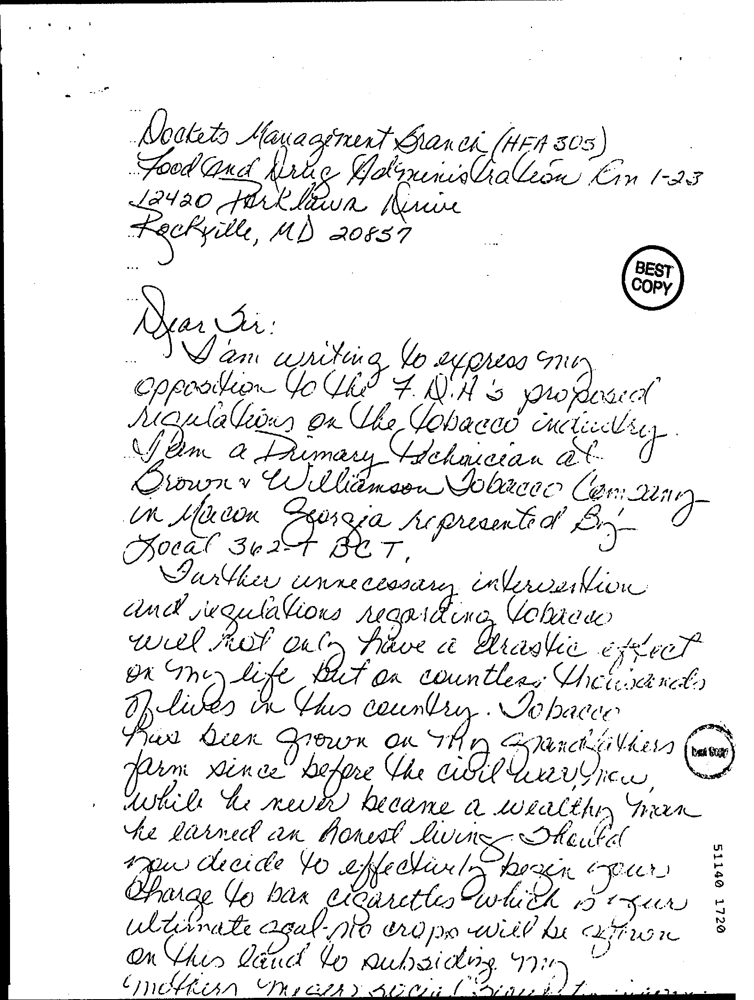 Dockets Management Branch (HFA 305)
Food and Drug Administration Rm 1-23
12420 Parklawn Drive
Rockville, MD 20857
BEST
COPY
Dear Sir:
I am writing to express my
opposition to the F.D.A's proposed
regulations on the tobacco industry.
I am a Primary Technician at
Brown & Williamson Tobacco Company
in Macon Georgia represented By
Local 362-T BCT.
Further unnecessary intervention
and regulations regarding tobacco
will not only have a drastic effect
on my life but on countless thousands
of lives in this country. Tobacco
has been grown on my grandfathers
farm since before the civil war, now,
while he never became a wealthy man
he earned an honest living. Should
you decide to effectively begin your
charge to ban cigarettes which is your
ultimate goal-no crops will be grown
on this land to subsidize my
mothers meager social
51140 1720